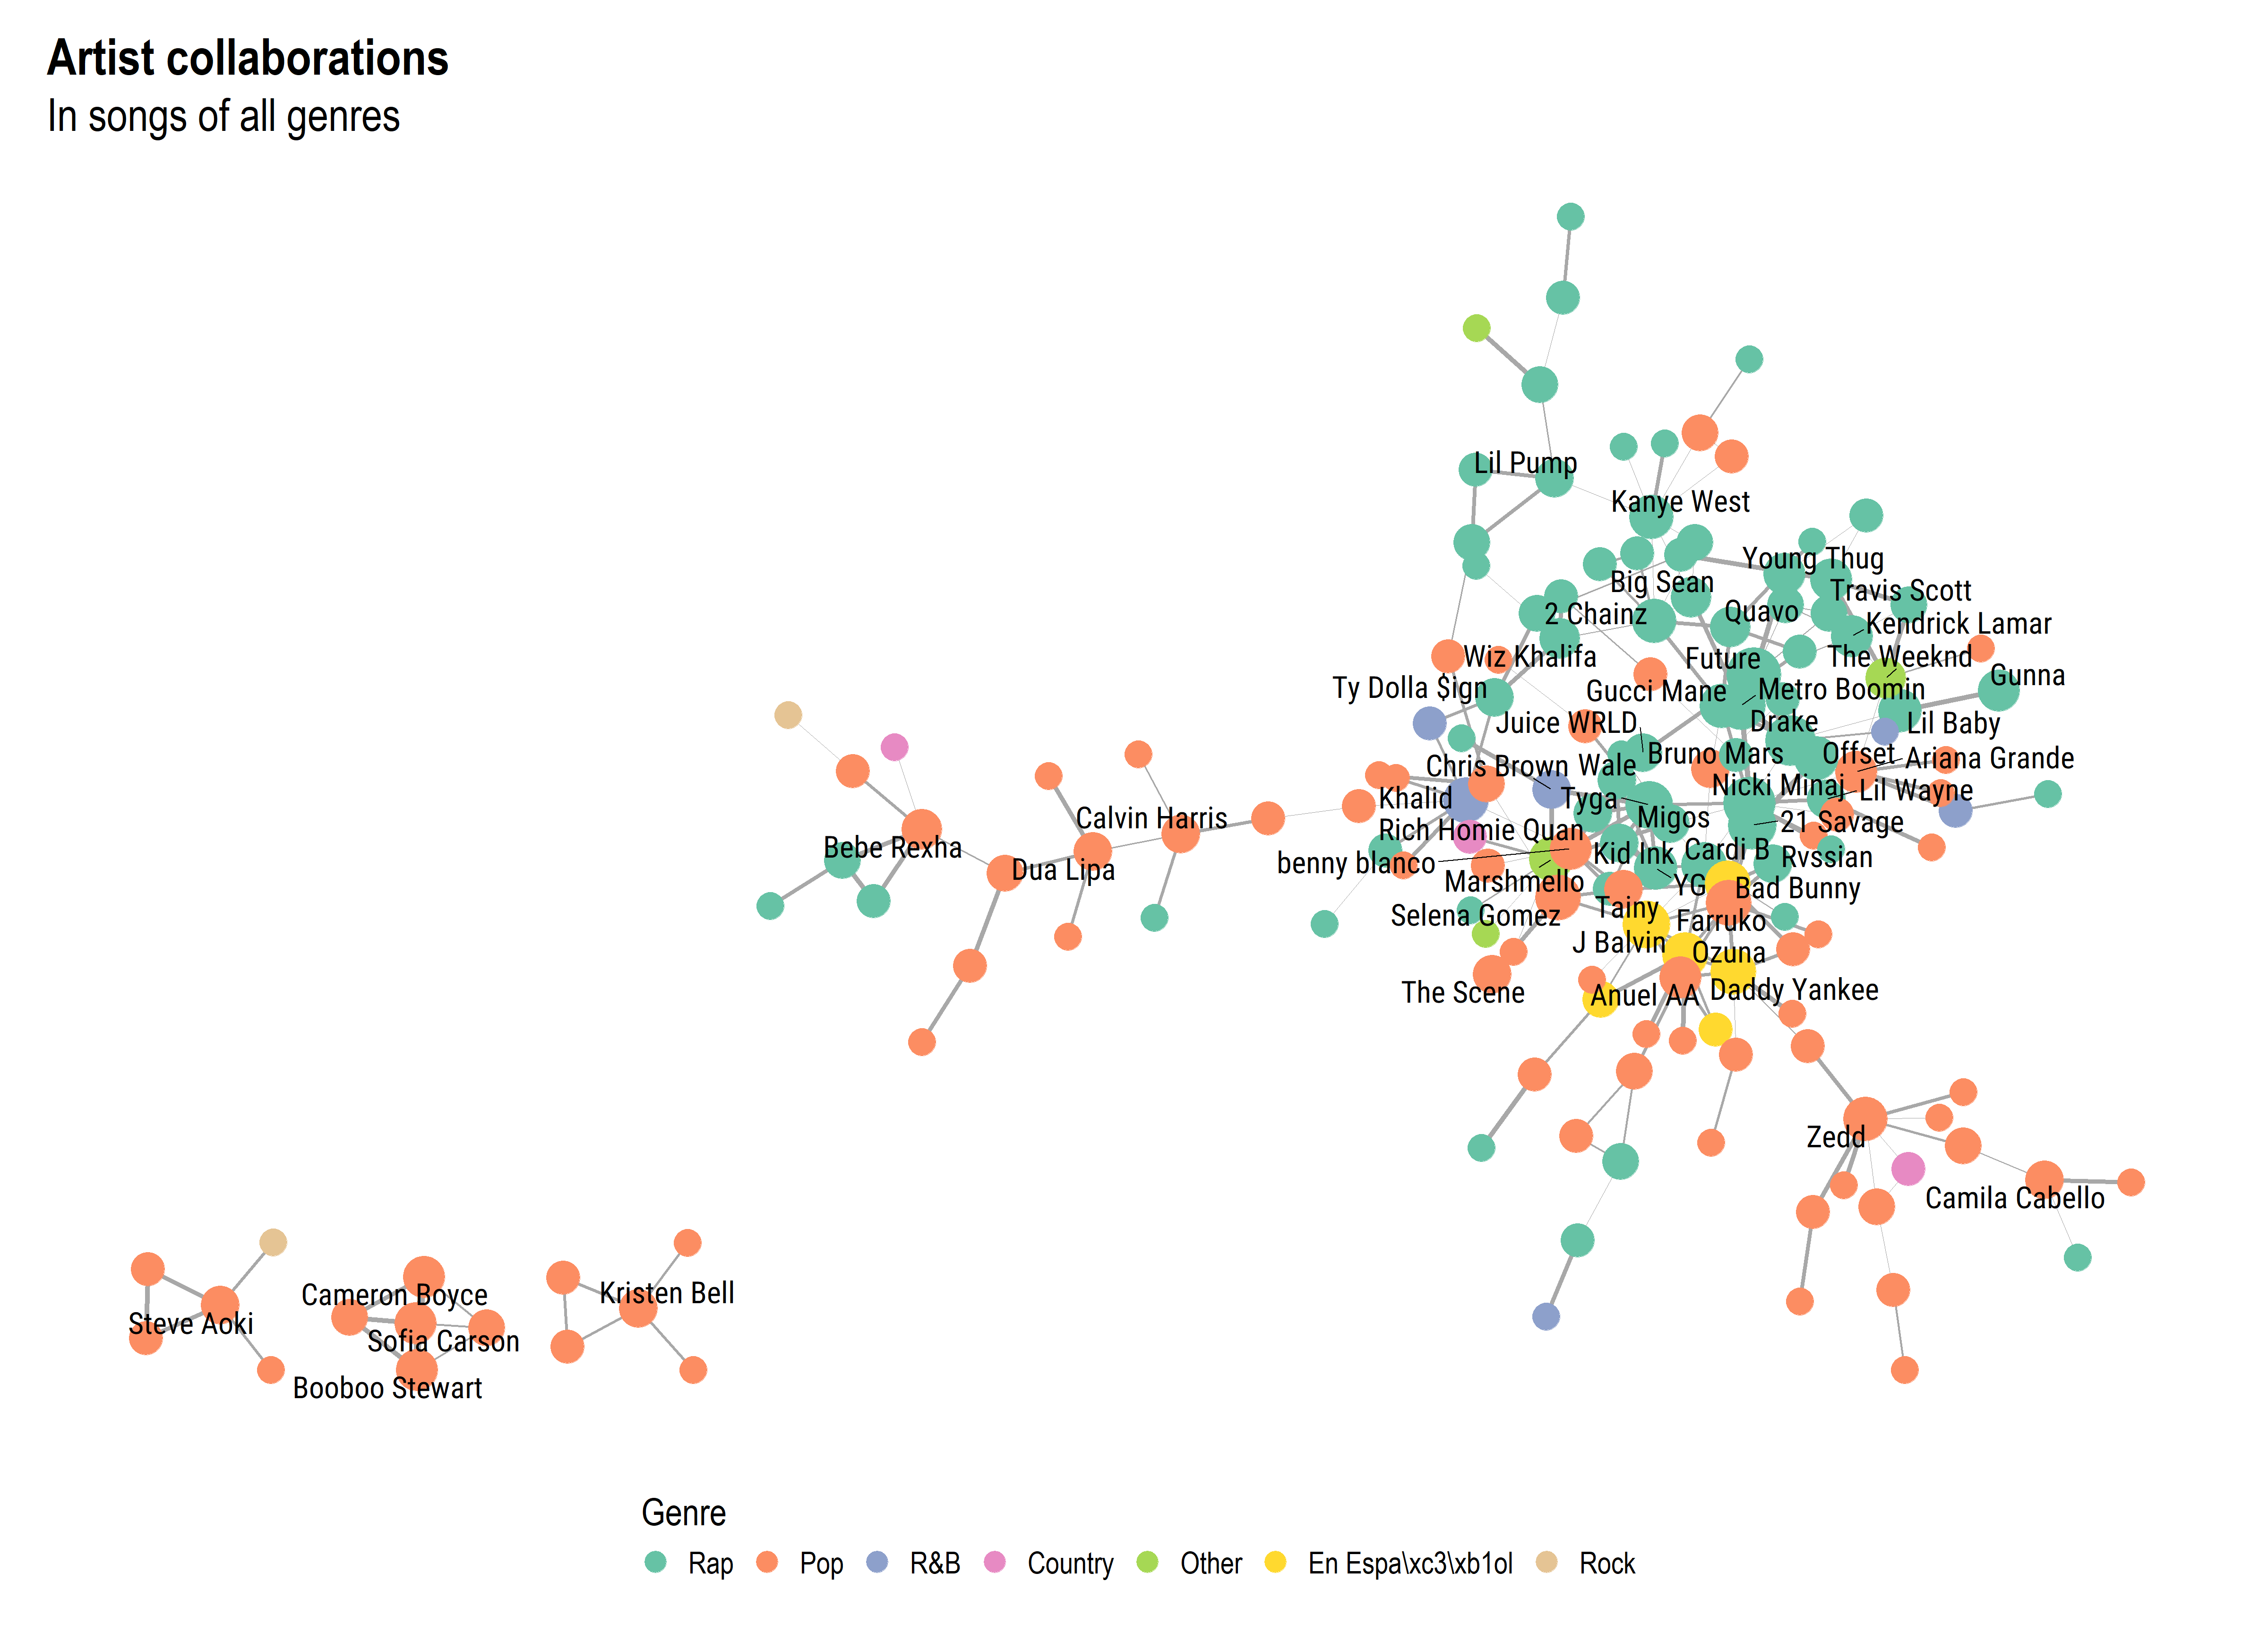 Artist collaborations
In songs of all genres
Lil Pump
Kanye West
Young Thug
Big Sean
Travis Scott
2 Chainz
Quavo
Kendrick Lamar
Wiz Khalifa
Future
The Weeknd
Gunna
Ty Dolla $ign
Gucci Mane
Metro Boomin
Juice WRLD
Drake
Lil Baby
Bruno Mars
Offset
Ariana Grande
Chris Brown
Wale
Nicki Minaj
Lil Wayne
Khalid
Tyga
Migos
21 Savage
Rich Homie Quan
benny blanco
Kid Ink
Cardi B
Rvssian
Marshmello
YG
Bad Bunny
Selena Gomez
Tainy
Farruko
J Balvin
Ozuna
The Scene
Anuel AA
Daddy Yankee
Calvin Harris
Bebe Rexha
Dua Lipa
Zedd
Camila Cabello
Steve Aoki
Cameron Boyce
Sofia Carson
Booboo Stewart
Kristen Bell
Genre
Rap
Pop
R&B
Country
Other
En Espa\xc3\xb1ol
Rock